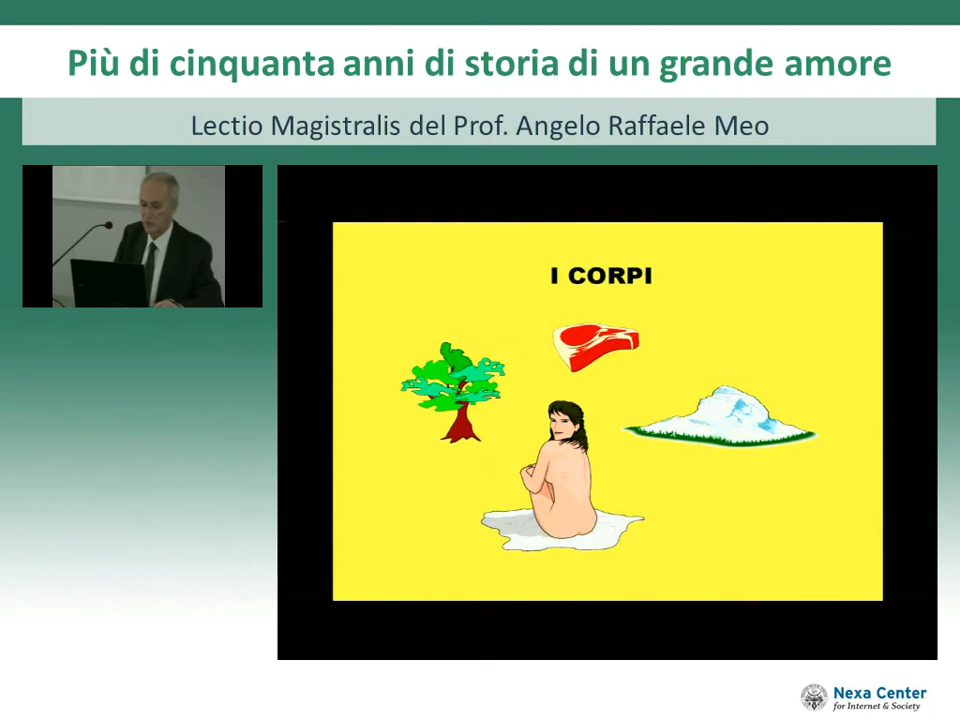 Più di cinquanta anni di storia di un grande amore
Lectio Magistralis del Prof. Angelo Raffaele Meo
I CORPI
Nexa Center
for Internet & Society